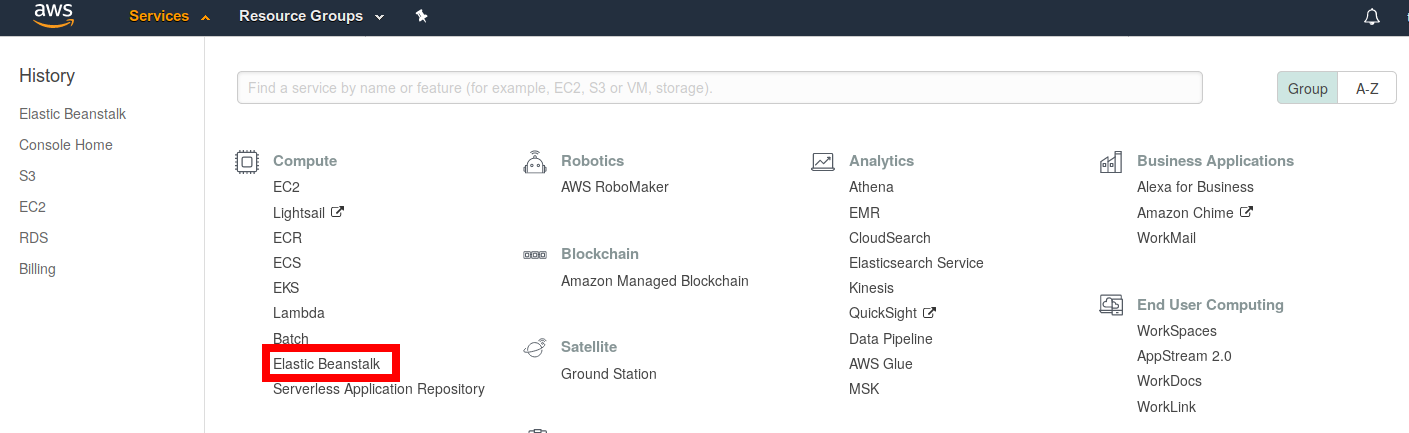 aws
Services
Resource Groups
History
Elastic Beanstalk
Console Home
S3
EC2
RDS
Billing
Find a service by name or feature (for example, EC2, S3 or VM, storage).
Group
A-Z
Compute
EC2
Lightsail
ECR
ECS
EKS
Lambda
Batch
Elastic Beanstalk
Serverless Application Repository
Robotics
AWS RoboMaker
Blockchain
Amazon Managed Blockchain
Satellite
Ground Station
Analytics
Athena
EMR
CloudSearch
Elasticsearch Service
Kinesis
QuickSight
Data Pipeline
AWS Glue
MSK
Business Applications
Alexa for Business
Amazon Chime
WorkMail
End User Computing
WorkSpaces
AppStream 2.0
WorkDocs
WorkLink